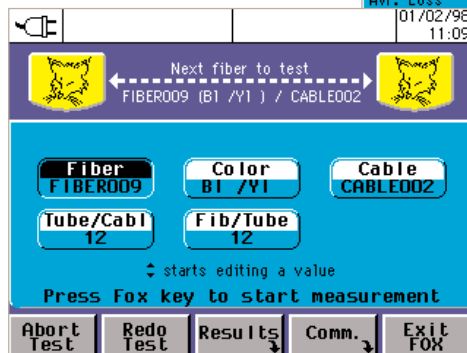 Avr. Loss
01/02/98
11:09
Next fiber to test
FIBER009 (Bl /Yl ) / CABLE002
Fiber
FIBER009
Color
Bl /Yl
Cable
CABLE002
Tube/Cabl
12
Fib/Tube
12
starts editing a value
Press Fox key to start measurement
Abort
Test
Redo
Test
Results
Comm.
Exit
FOX